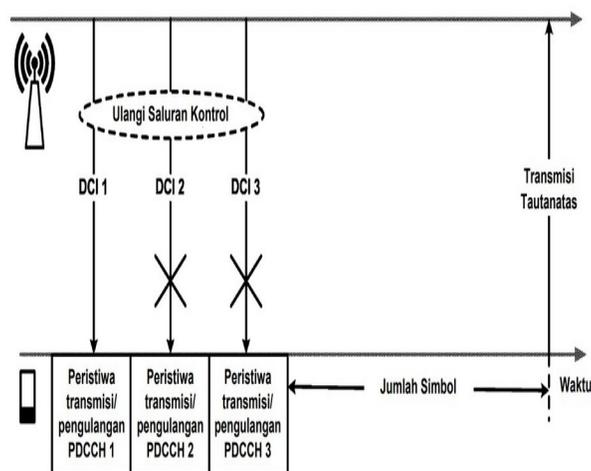 Ulangi Saluran Kontrol
DCI 1
DCI 2
DCI 3
Transmisi
Tautanatas
Peristiwa
transmisi/
pengulangan
PDCCH 1
Peristiwa
transmisi/
pengulangan
PDCCH 2
Peristiwa
transmisi/
pengulangan
PDCCH 3
Jumlah Simbol
Waktu